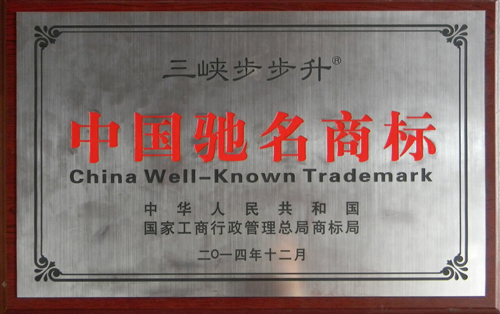 三峡步步升®
中国驰名商标
China Well-Known Trademark
中华人民共和国
国家工商行政管理总局商标局
二〇一四年十二月